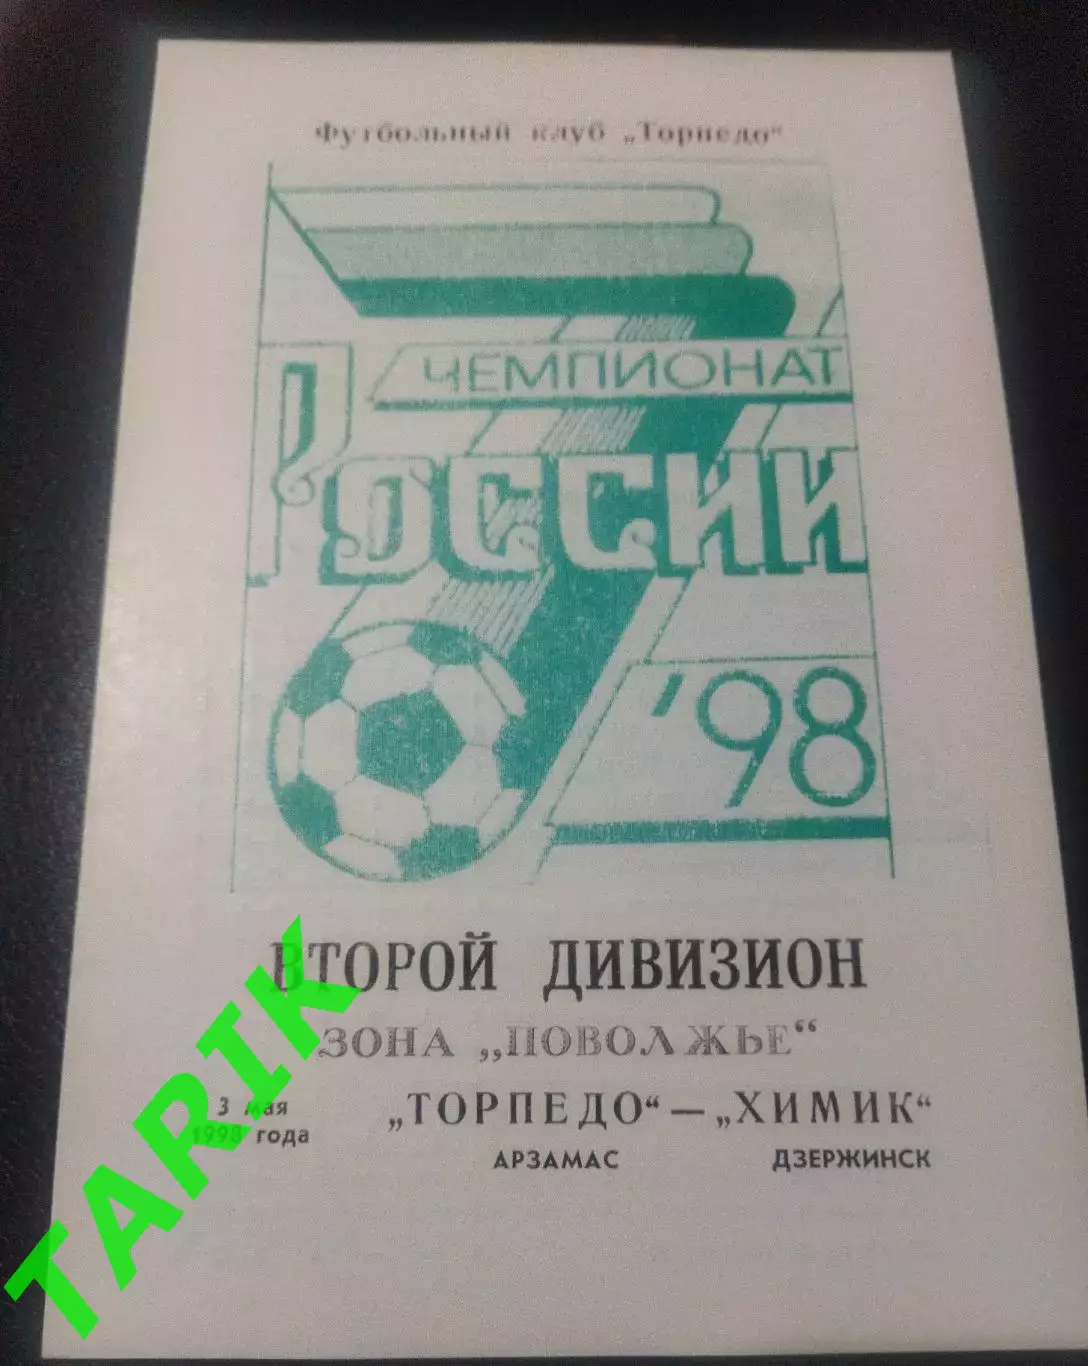 Футбольный клуб „Торпедо“
ЧЕМПИОНАТ
РОССИИ
'98
ВТОРОЙ ДИВИЗИОН
ЗОНА „ПОВОЛЖЬЕ“
3 мая
1998 года
„ТОРПЕДО“ — „ХИМИК“
АРЗАМАС ДЗЕРЖИНСК
TARIK